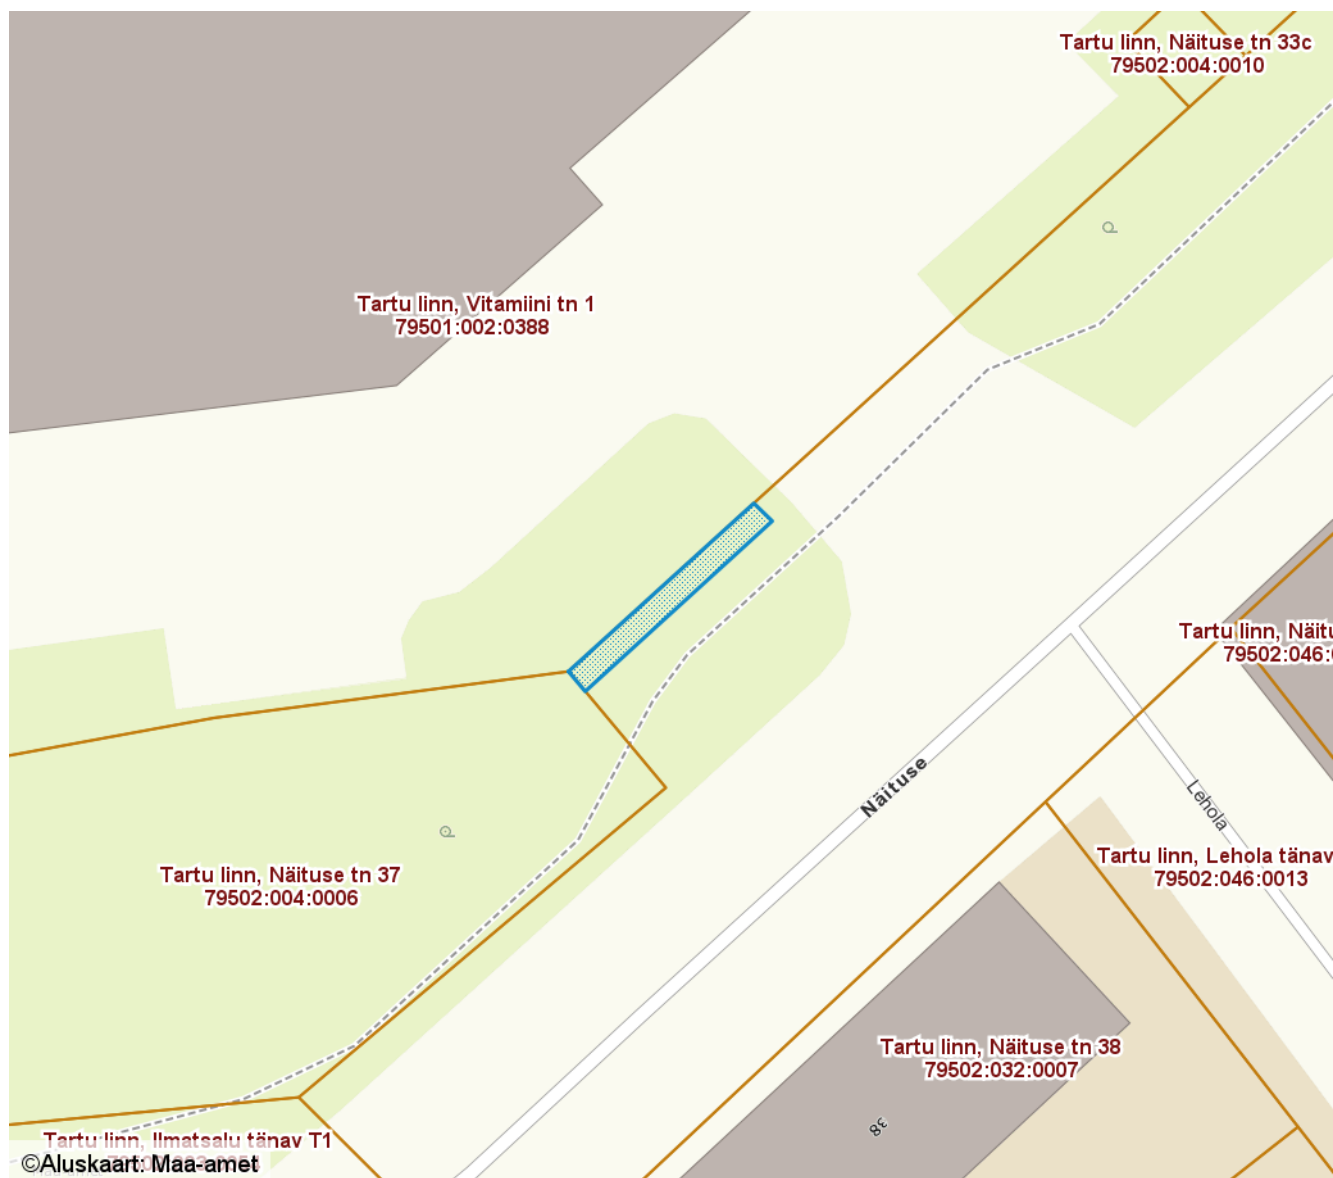 Tartu linn, Näituse tn 33c
79502:004:0010
Tartu linn, Vitamiini tn 1
79501:002:0388
Tartu linn, Näitu
79502:046:
Näituse
Lehola
Tartu linn, Lehola tänav
79502:046:0013
Tartu linn, Näituse tn 37
79502:004:0006
Tartu linn, Näituse tn 38
79502:032:0007
38
Tartu linn, Ilmatsalu tänav T1
©Aluskaart: Maa-amet